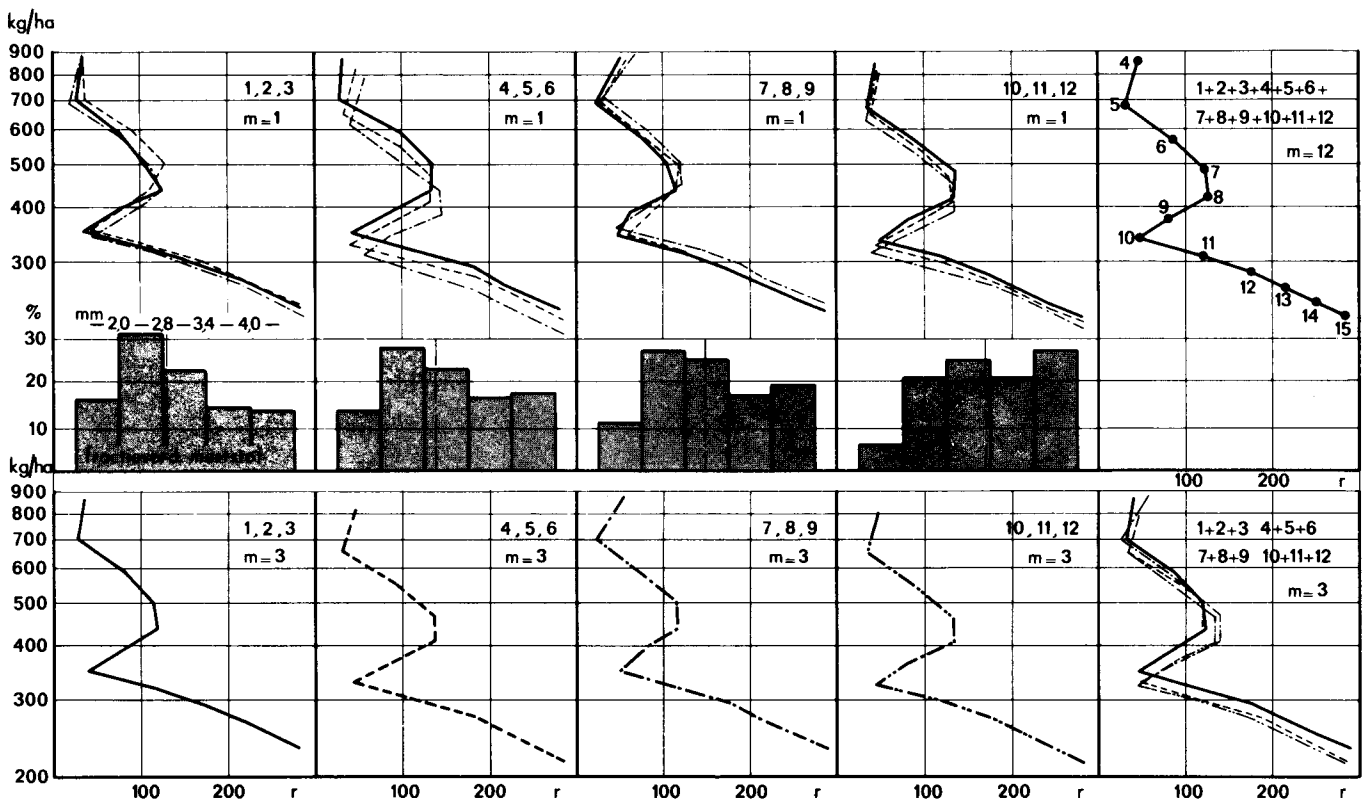 kg/ha
900
800
700
600
500
400
300
%
30
20
10
kg/ha
1,2,3
m=1
4,5,6
m=1
7,8,9
m=1
10,11,12
m=1
1+2+3+4+5+6+
7+8+9+10+11+12
m=12
4
5
6
7
8
9
10
11
12
13
14
15
mm
–2,0–2,8–3,4–4,0–
100 200 r
900
800
700
600
500
400
300
200
1,2,3
m=3
4,5,6
m=3
7,8,9
m=3
10,11,12
m=3
1+2+3 4+5+6
7+8+9 10+11+12
m=3
100 200 r
100 200 r
100 200 r
100 200 r
100 200 r